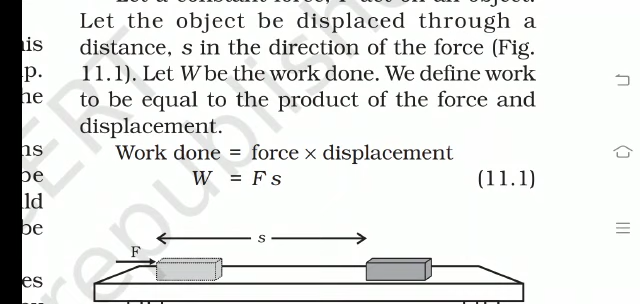 Let the object be displaced through a
distance, s in the direction of the force (Fig.
11.1). Let W be the work done. We define work
to be equal to the product of the force and
displacement.
Work done = force × displacement
W = F s (11.1)
s
F